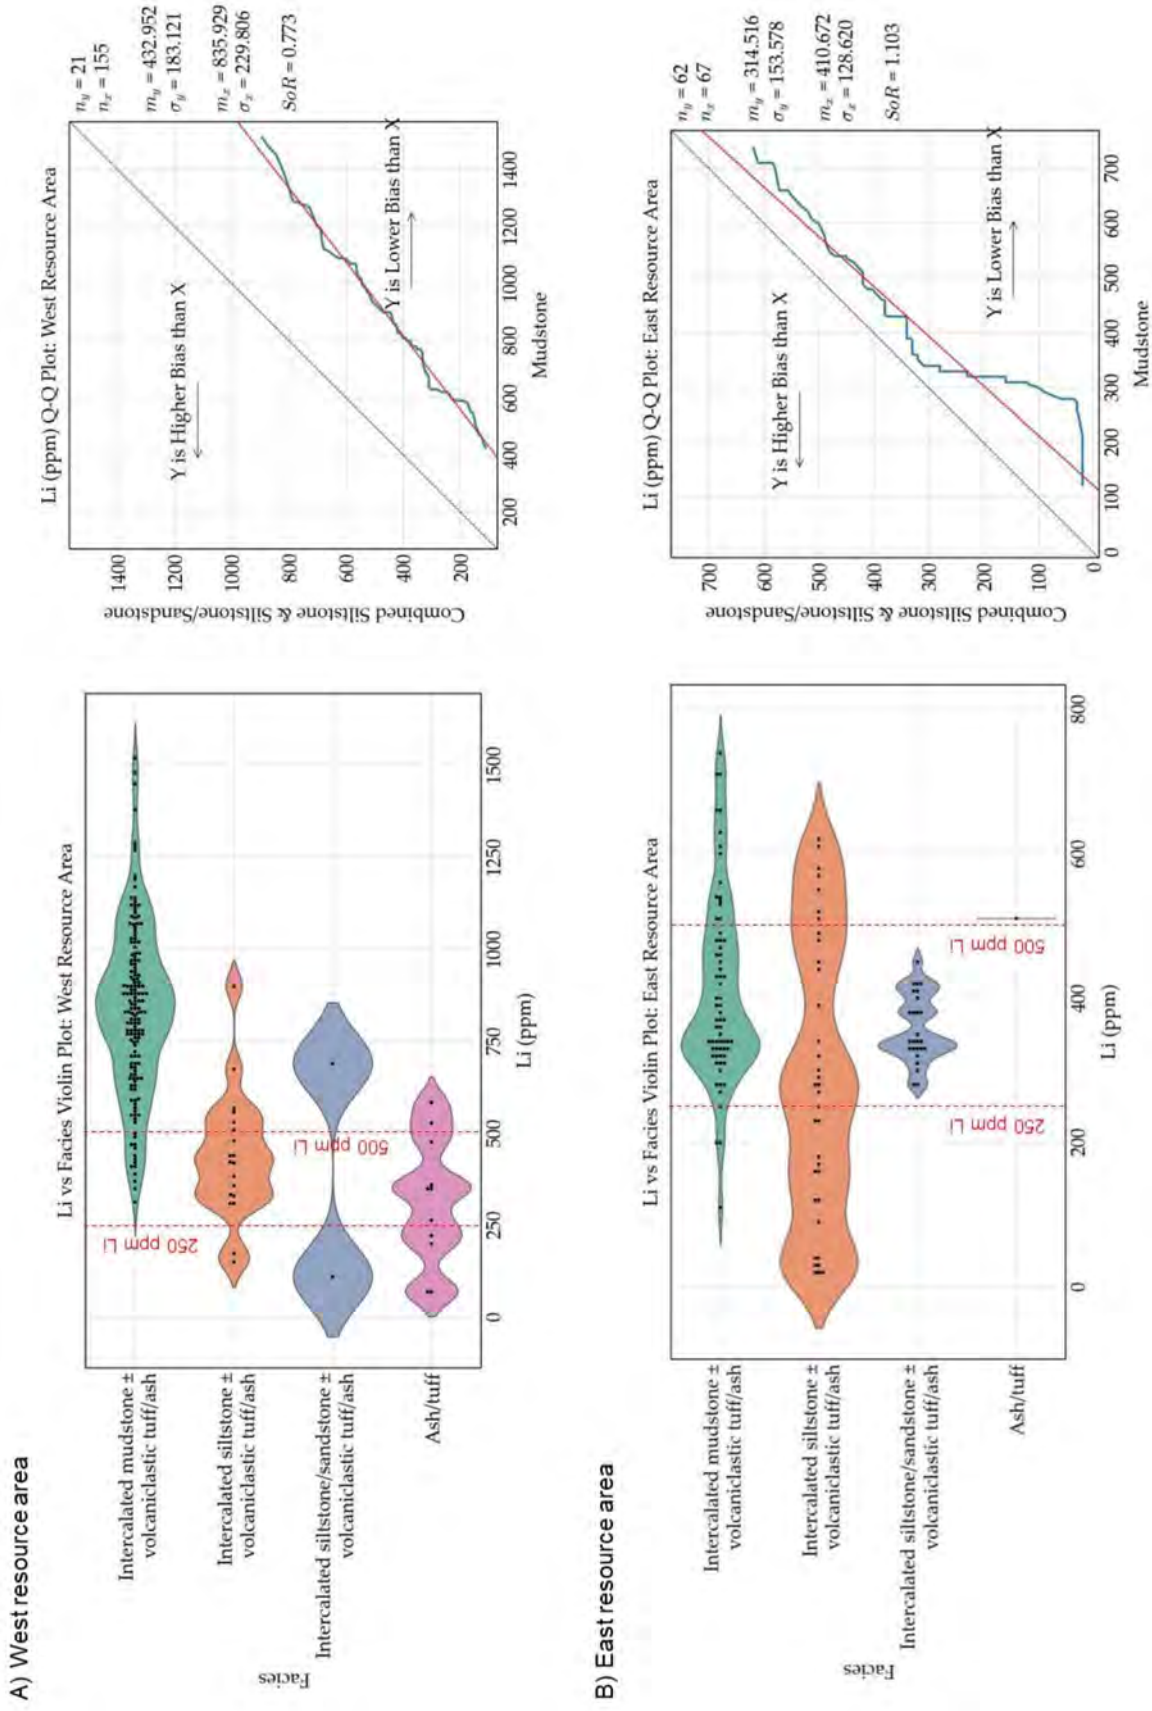 A) West resource area
Li vs Facies Violin Plot: West Resource Area
Facies
Intercalated mudstone ±
volcaniclastic tuff/ash
Intercalated siltstone ±
volcaniclastic tuff/ash
Intercalated siltstone/sandstone ±
volcaniclastic tuff/ash
Ash/tuff
250 ppm Li
500 ppm Li
0 250 500 750 1000 1250 1500
Li (ppm)
Li (ppm) Q-Q Plot: West Resource Area
Combined Siltstone & Siltstone/Sandstone
1400
1200
1000
800
600
400
200
Y is Higher Bias than X
Y is Lower Bias than X
200 400 600 800 1000 1200 1400
Mudstone
n_y = 21
n_x = 155
m_y = 432.952
σ_y = 183.121
m_x = 835.929
σ_x = 229.806
SoR = 0.773
B) East resource area
Li vs Facies Violin Plot: East Resource Area
Facies
Intercalated mudstone ±
volcaniclastic tuff/ash
Intercalated siltstone ±
volcaniclastic tuff/ash
Intercalated siltstone/sandstone ±
volcaniclastic tuff/ash
Ash/tuff
250 ppm Li
500 ppm Li
0 200 400 600 800
Li (ppm)
Li (ppm) Q-Q Plot: East Resource Area
Combined Siltstone & Siltstone/Sandstone
700
600
500
400
300
200
100
0
Y is Higher Bias than X
Y is Lower Bias than X
0 100 200 300 400 500 600 700
Mudstone
n_y = 62
n_x = 67
m_y = 314.516
σ_y = 153.578
m_x = 410.672
σ_x = 128.620
SoR = 1.103